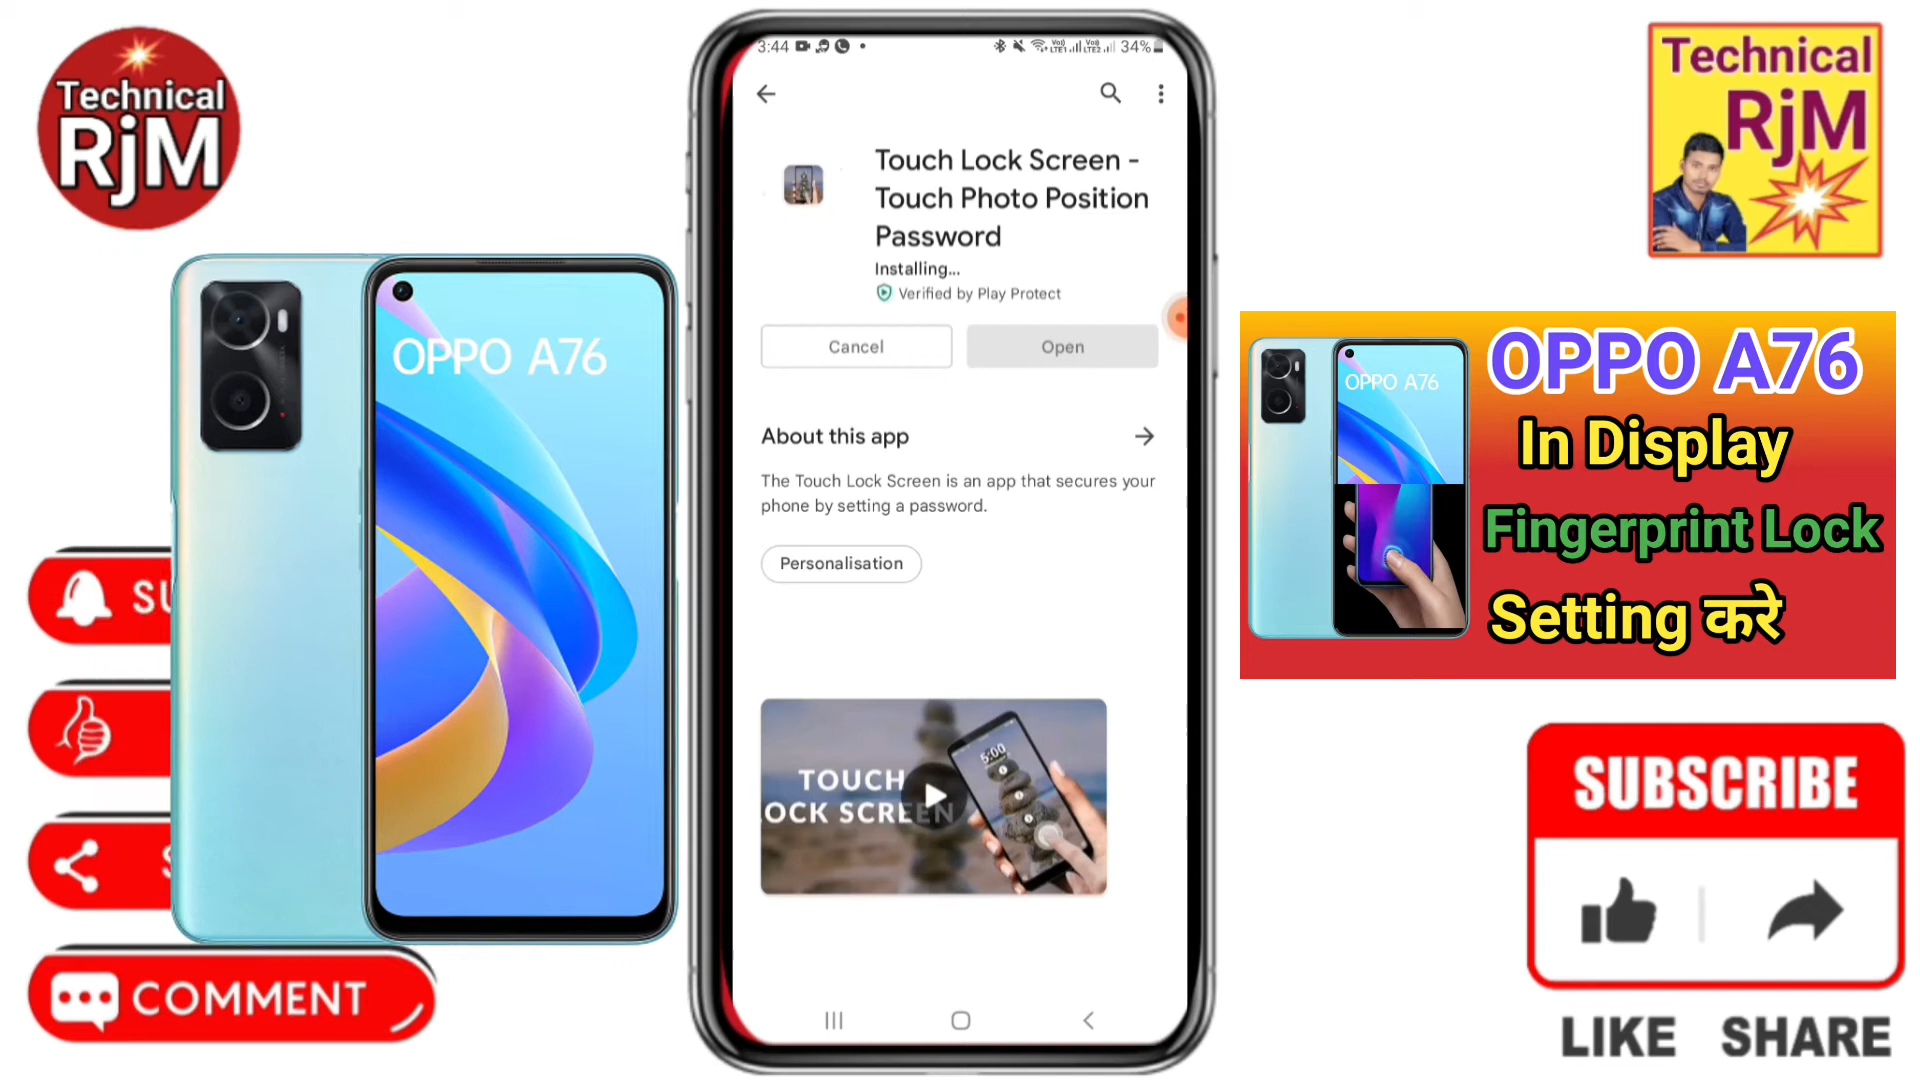 Technical
RjM
SU
S
COMMENT
OPPO A76
3:44
34%
Touch Lock Screen -
Touch Photo Position
Password
Installing...
Verified by Play Protect
Cancel
Open
About this app
The Touch Lock Screen is an app that secures your
phone by setting a password.
Personalisation
TOUCH
LOCK SCREEN
5:00
Technical
RjM
OPPO A76
OPPO A76
In Display
Fingerprint Lock
Setting करे
SUBSCRIBE
LIKE SHARE